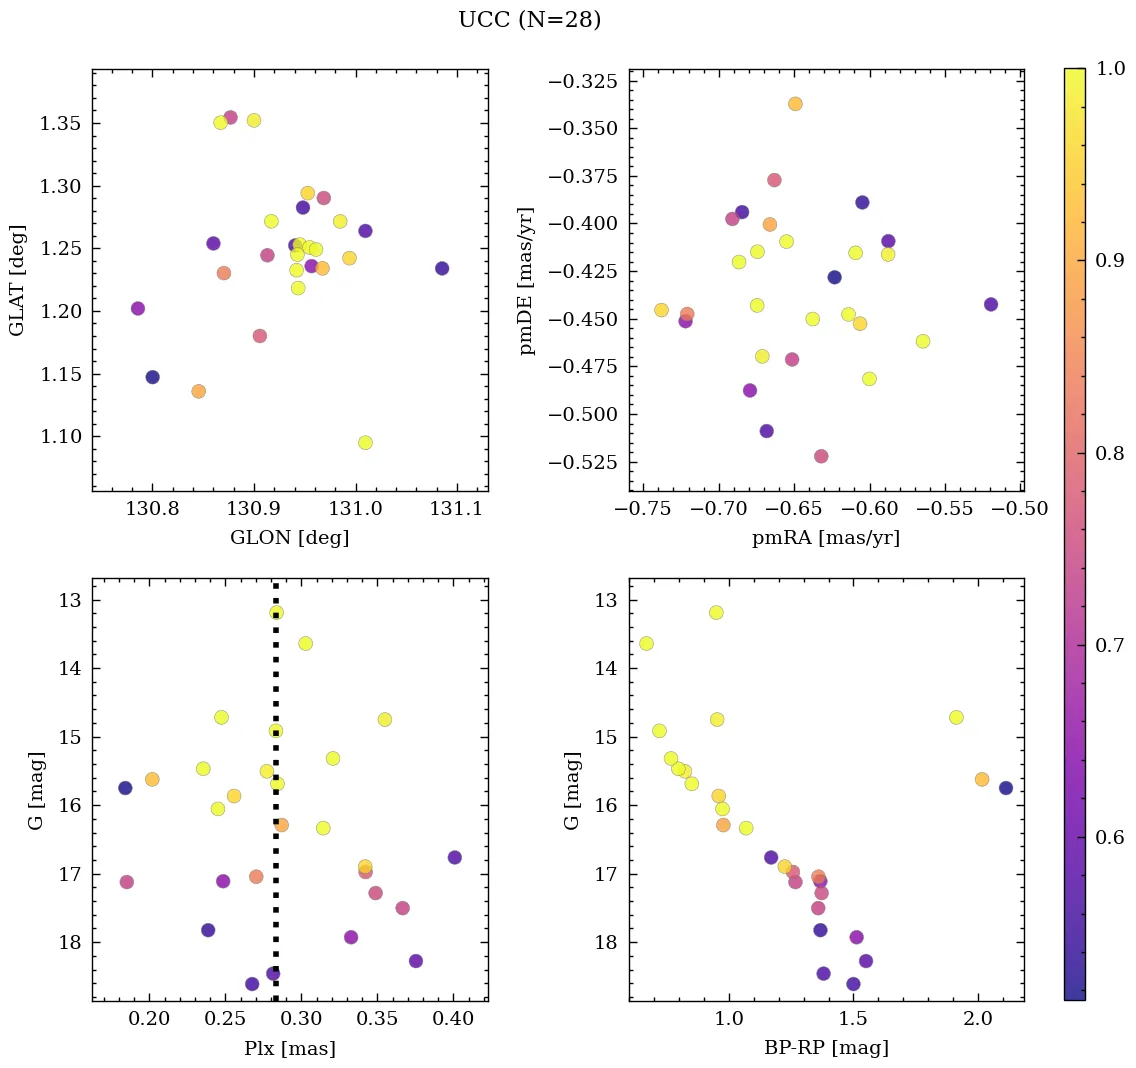 UCC (N=28)
1.35
1.30
1.25
1.20
1.15
1.10
GLAT [deg]
130.8 130.9 131.0 131.1
GLON [deg]
−0.325
−0.350
−0.375
−0.400
−0.425
−0.450
−0.475
−0.500
−0.525
pmDE [mas/yr]
−0.75 −0.70 −0.65 −0.60 −0.55 −0.50
pmRA [mas/yr]
13
14
15
16
17
18
G [mag]
0.20 0.25 0.30 0.35 0.40
Plx [mas]
13
14
15
16
17
18
G [mag]
1.0 1.5 2.0
BP-RP [mag]
1.0
0.9
0.8
0.7
0.6